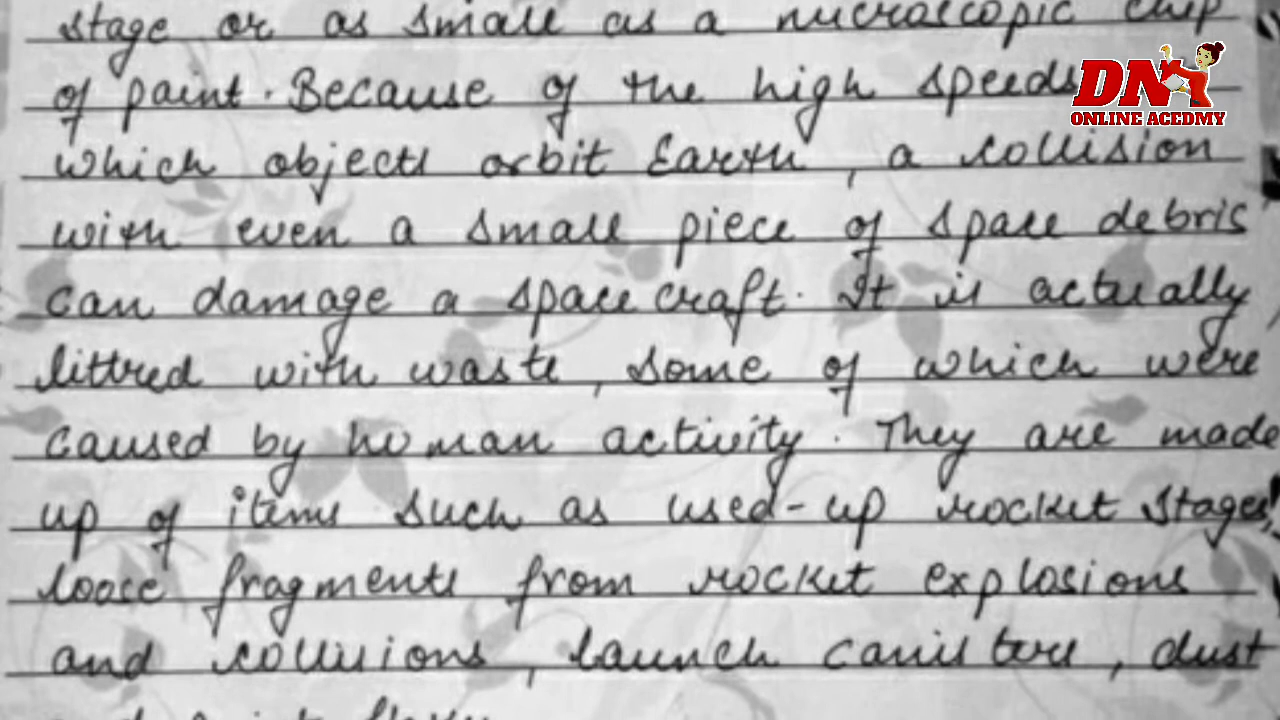 stage or as small as a microscopic chip
of paint. Because of the high speeds
DN
ONLINE ACEDMY
which objects orbit Earth, a collision
with even a small piece of space debris
can damage a spacecraft. It is actually
littred with waste, some of which were
caused by human activity. They are made
up of items such as used-up rocket stages,
loose fragments from rocket explosions
and collisions, launch canisters, dust